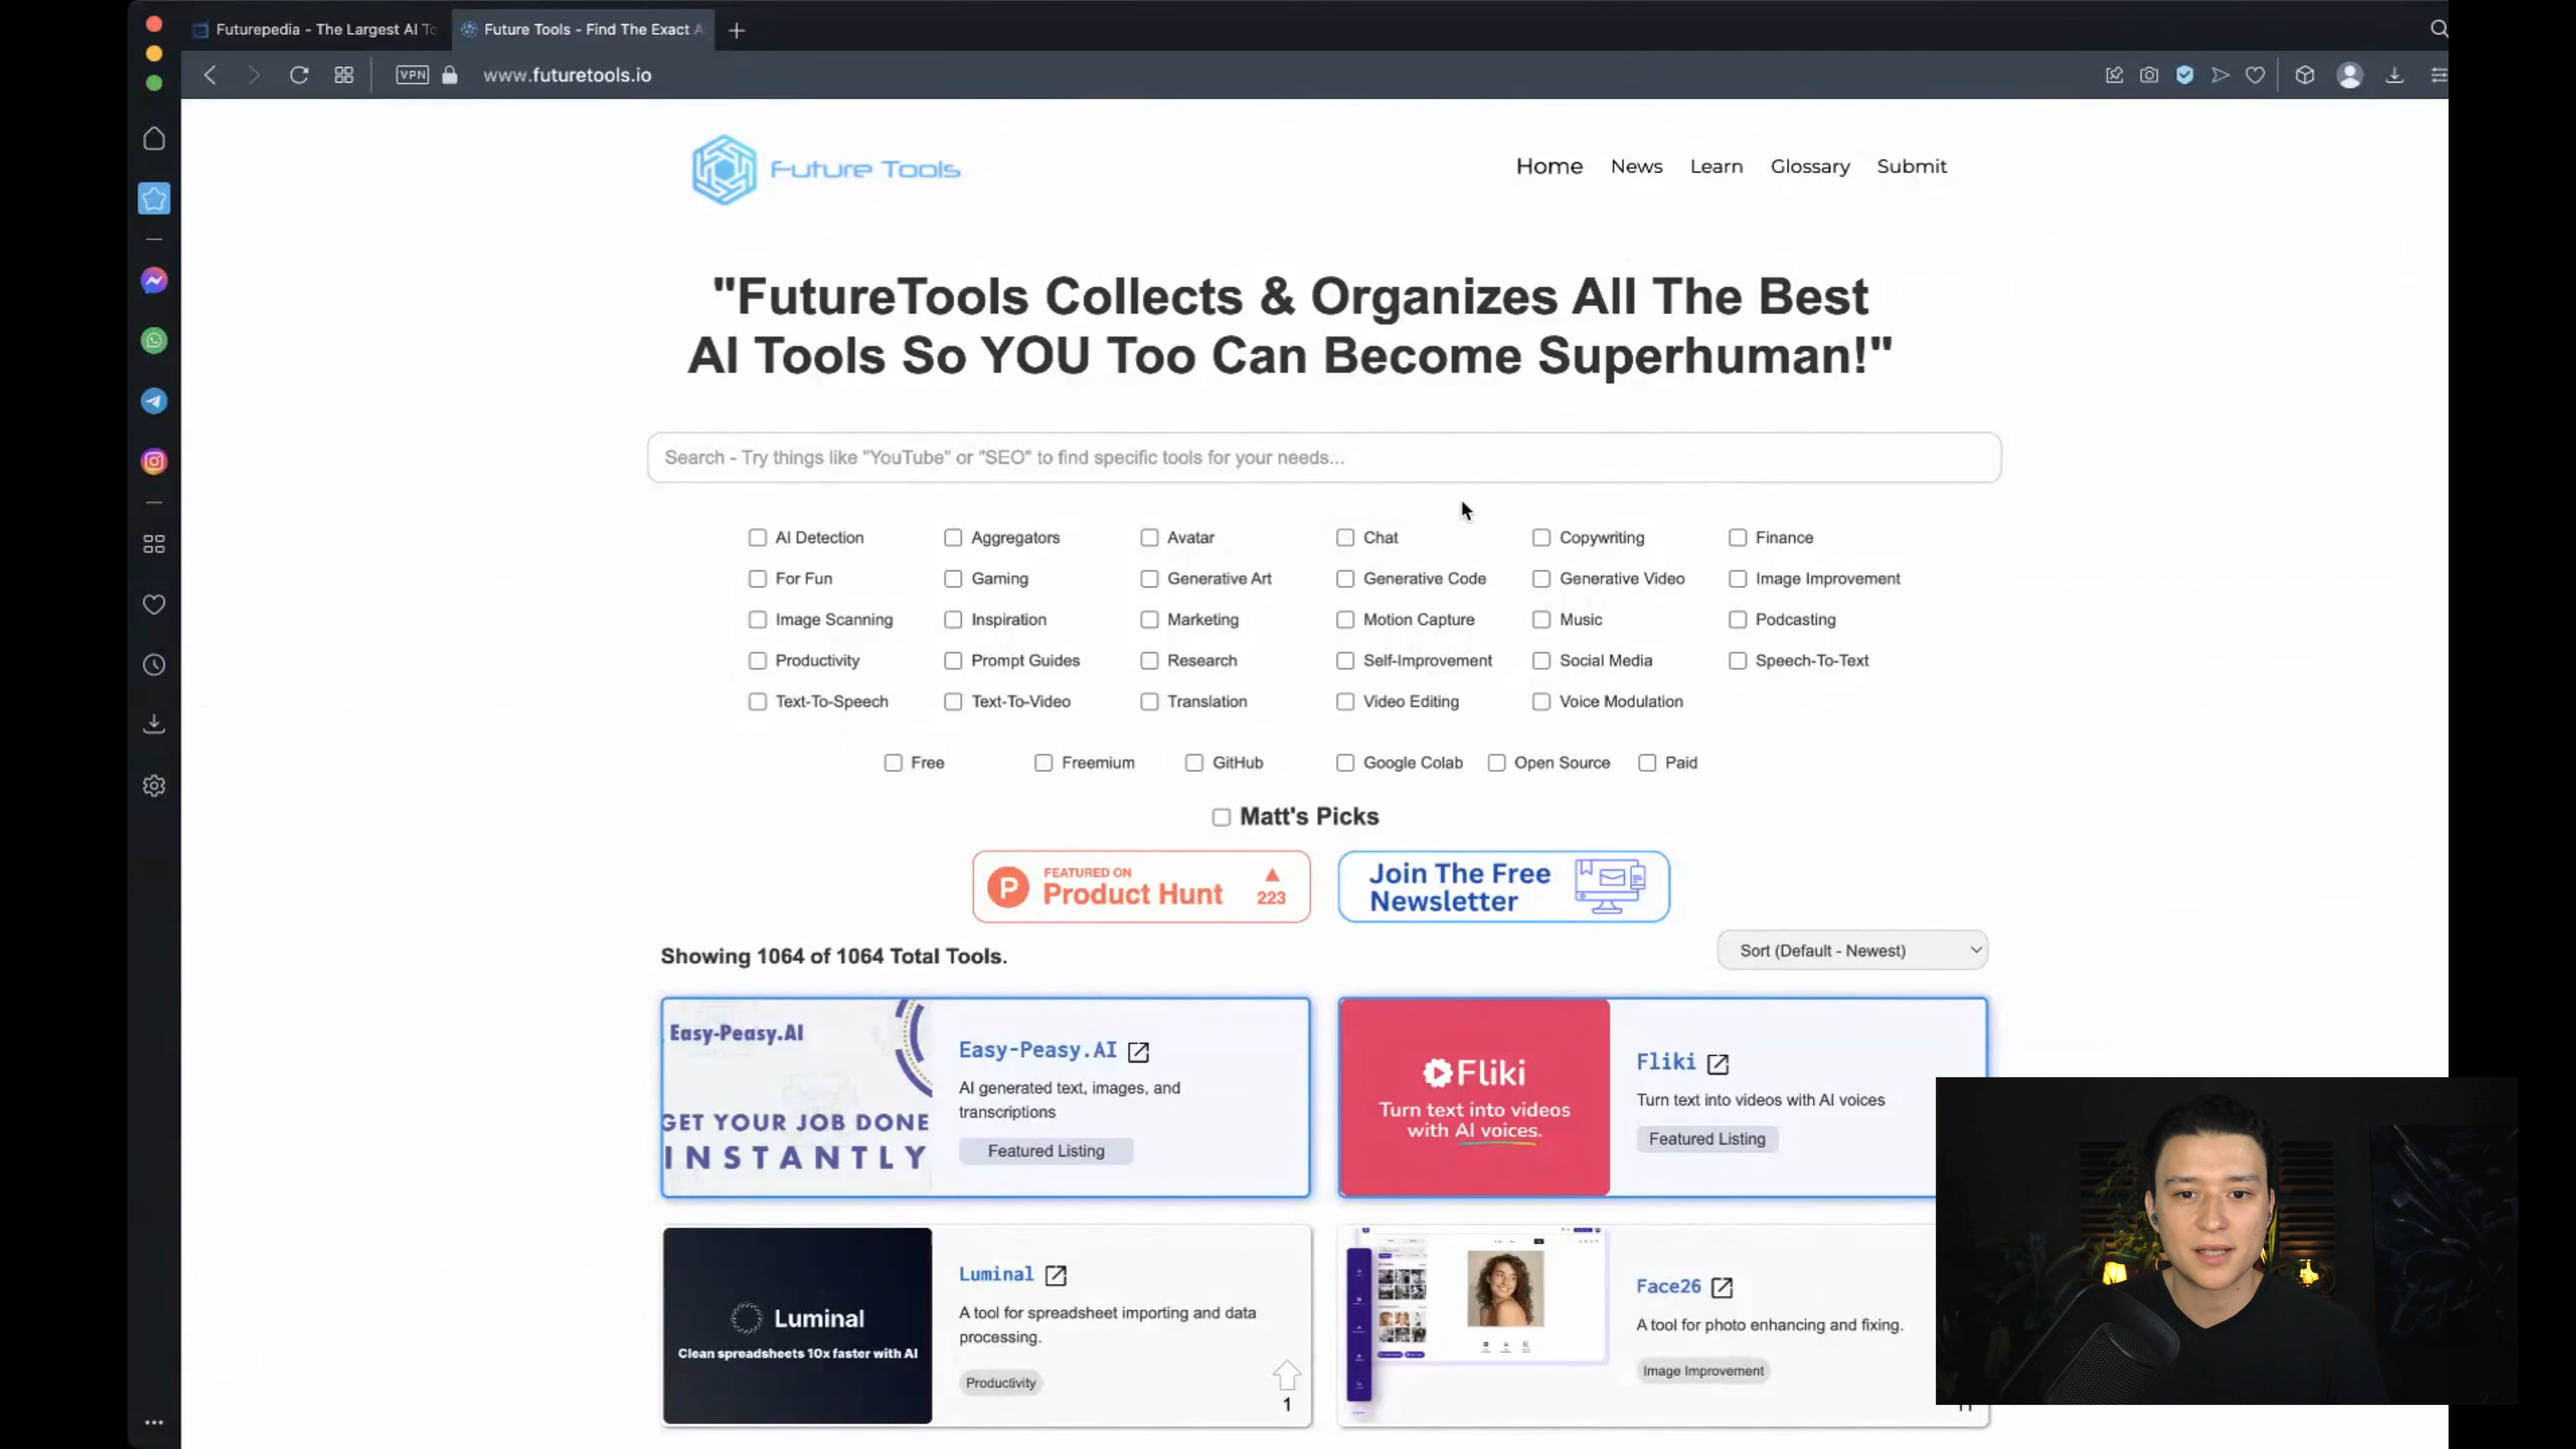 Futurepedia - The Largest AI To
Future Tools - Find The Exact A
VPN
www.futuretools.io
Future Tools
Home News Learn Glossary Submit
"FutureTools Collects & Organizes All The Best
AI Tools So YOU Too Can Become Superhuman!"
Search - Try things like "YouTube" or "SEO" to find specific tools for your needs...
AI Detection Aggregators Avatar Chat Copywriting Finance
For Fun Gaming Generative Art Generative Code Generative Video Image Improvement
Image Scanning Inspiration Marketing Motion Capture Music Podcasting
Productivity Prompt Guides Research Self-Improvement Social Media Speech-To-Text
Text-To-Speech Text-To-Video Translation Video Editing Voice Modulation
Free Freemium GitHub Google Colab Open Source Paid
Matt's Picks
P
FEATURED ON
Product Hunt
223
Join The Free
Newsletter
Showing 1064 of 1064 Total Tools.
Sort (Default - Newest)
Easy-Peasy.AI
GET YOUR JOB DONE
INSTANTLY
Easy-Peasy.AI
AI generated text, images, and
transcriptions
Featured Listing
Fliki
Turn text into videos
with AI voices.
Fliki
Turn text into videos with AI voices
Featured Listing
Luminal
Clean spreadsheets 10x faster with AI
Luminal
A tool for spreadsheet importing and data
processing.
Productivity
1
Face26
A tool for photo enhancing and fixing.
Image Improvement